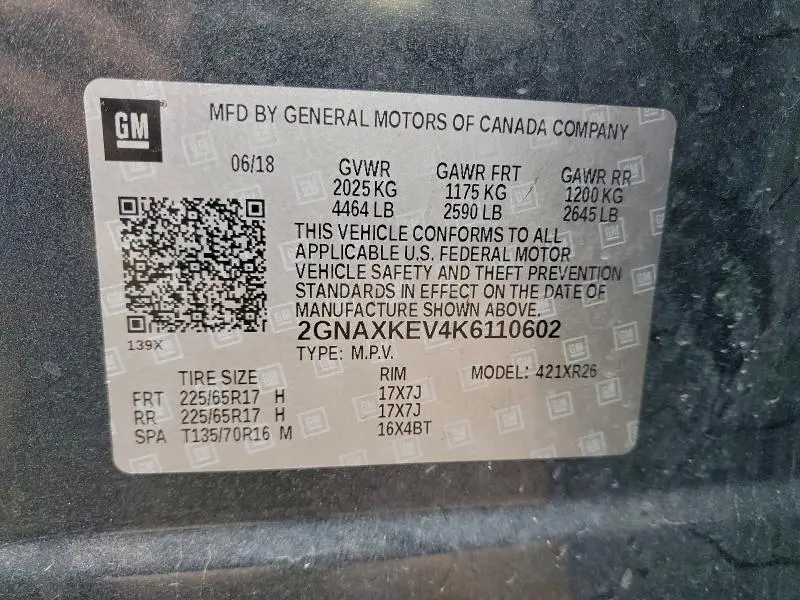 GM
MFD BY GENERAL MOTORS OF CANADA COMPANY
06/18 GVWR GAWR FRT GAWR RR
2025 KG 1175 KG 1200 KG
4464 LB 2590 LB 2645 LB
THIS VEHICLE CONFORMS TO ALL
APPLICABLE U.S. FEDERAL MOTOR
VEHICLE SAFETY AND THEFT PREVENTION
STANDARDS IN EFFECT ON THE DATE OF
MANUFACTURE SHOWN ABOVE.
2GNAXKEV4K6110602
139X
TYPE: M.P.V.
TIRE SIZE RIM MODEL: 421XR26
FRT 225/65R17 H 17X7J
RR 225/65R17 H 17X7J
SPA T135/70R16 M 16X4BT